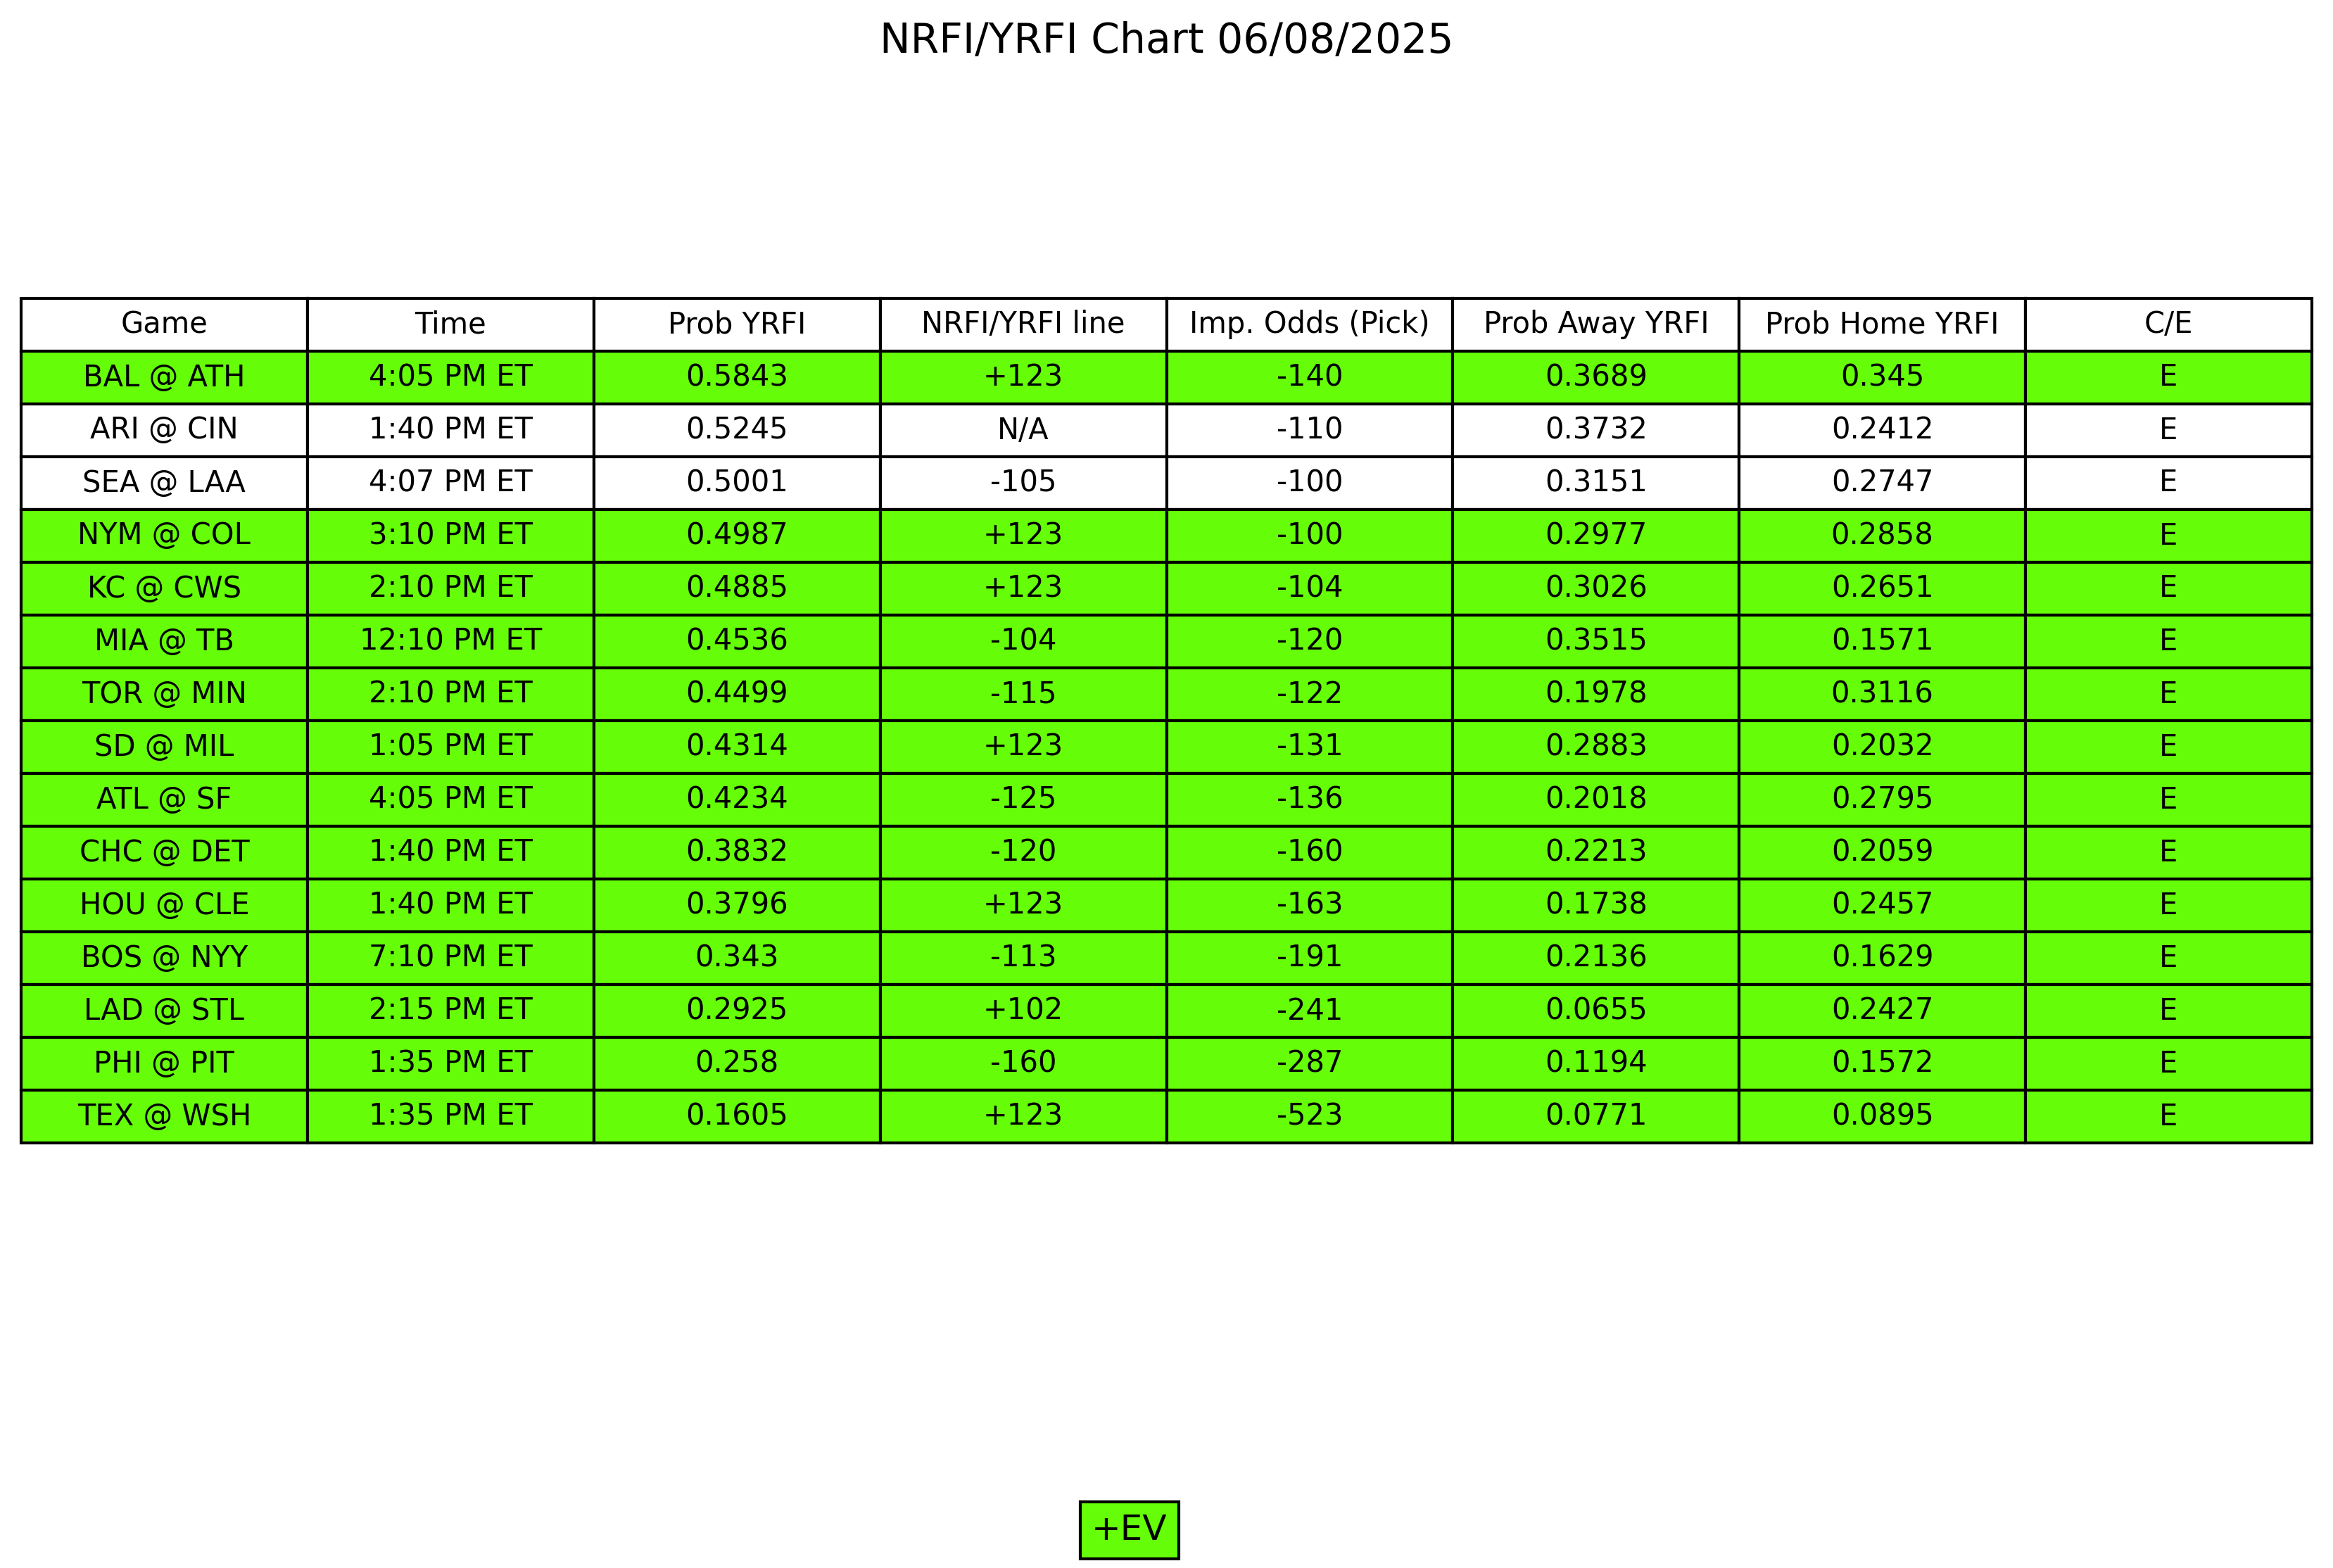 NRFI/YRFI Chart 06/08/2025
Game Time Prob YRFI NRFI/YRFI line Imp. Odds (Pick) Prob Away YRFI Prob Home YRFI C/E
BAL @ ATH 4:05 PM ET 0.5843 +123 -140 0.3689 0.345 E
ARI @ CIN 1:40 PM ET 0.5245 N/A -110 0.3732 0.2412 E
SEA @ LAA 4:07 PM ET 0.5001 -105 -100 0.3151 0.2747 E
NYM @ COL 3:10 PM ET 0.4987 +123 -100 0.2977 0.2858 E
KC @ CWS 2:10 PM ET 0.4885 +123 -104 0.3026 0.2651 E
MIA @ TB 12:10 PM ET 0.4536 -104 -120 0.3515 0.1571 E
TOR @ MIN 2:10 PM ET 0.4499 -115 -122 0.1978 0.3116 E
SD @ MIL 1:05 PM ET 0.4314 +123 -131 0.2883 0.2032 E
ATL @ SF 4:05 PM ET 0.4234 -125 -136 0.2018 0.2795 E
CHC @ DET 1:40 PM ET 0.3832 -120 -160 0.2213 0.2059 E
HOU @ CLE 1:40 PM ET 0.3796 +123 -163 0.1738 0.2457 E
BOS @ NYY 7:10 PM ET 0.343 -113 -191 0.2136 0.1629 E
LAD @ STL 2:15 PM ET 0.2925 +102 -241 0.0655 0.2427 E
PHI @ PIT 1:35 PM ET 0.258 -160 -287 0.1194 0.1572 E
TEX @ WSH 1:35 PM ET 0.1605 +123 -523 0.0771 0.0895 E
+EV